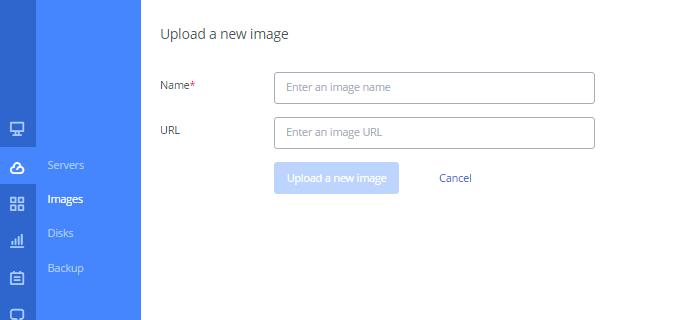 Upload a new image
Name*
Enter an image name
URL
Enter an image URL
Upload a new image
Cancel
Servers
Images
Disks
Backup